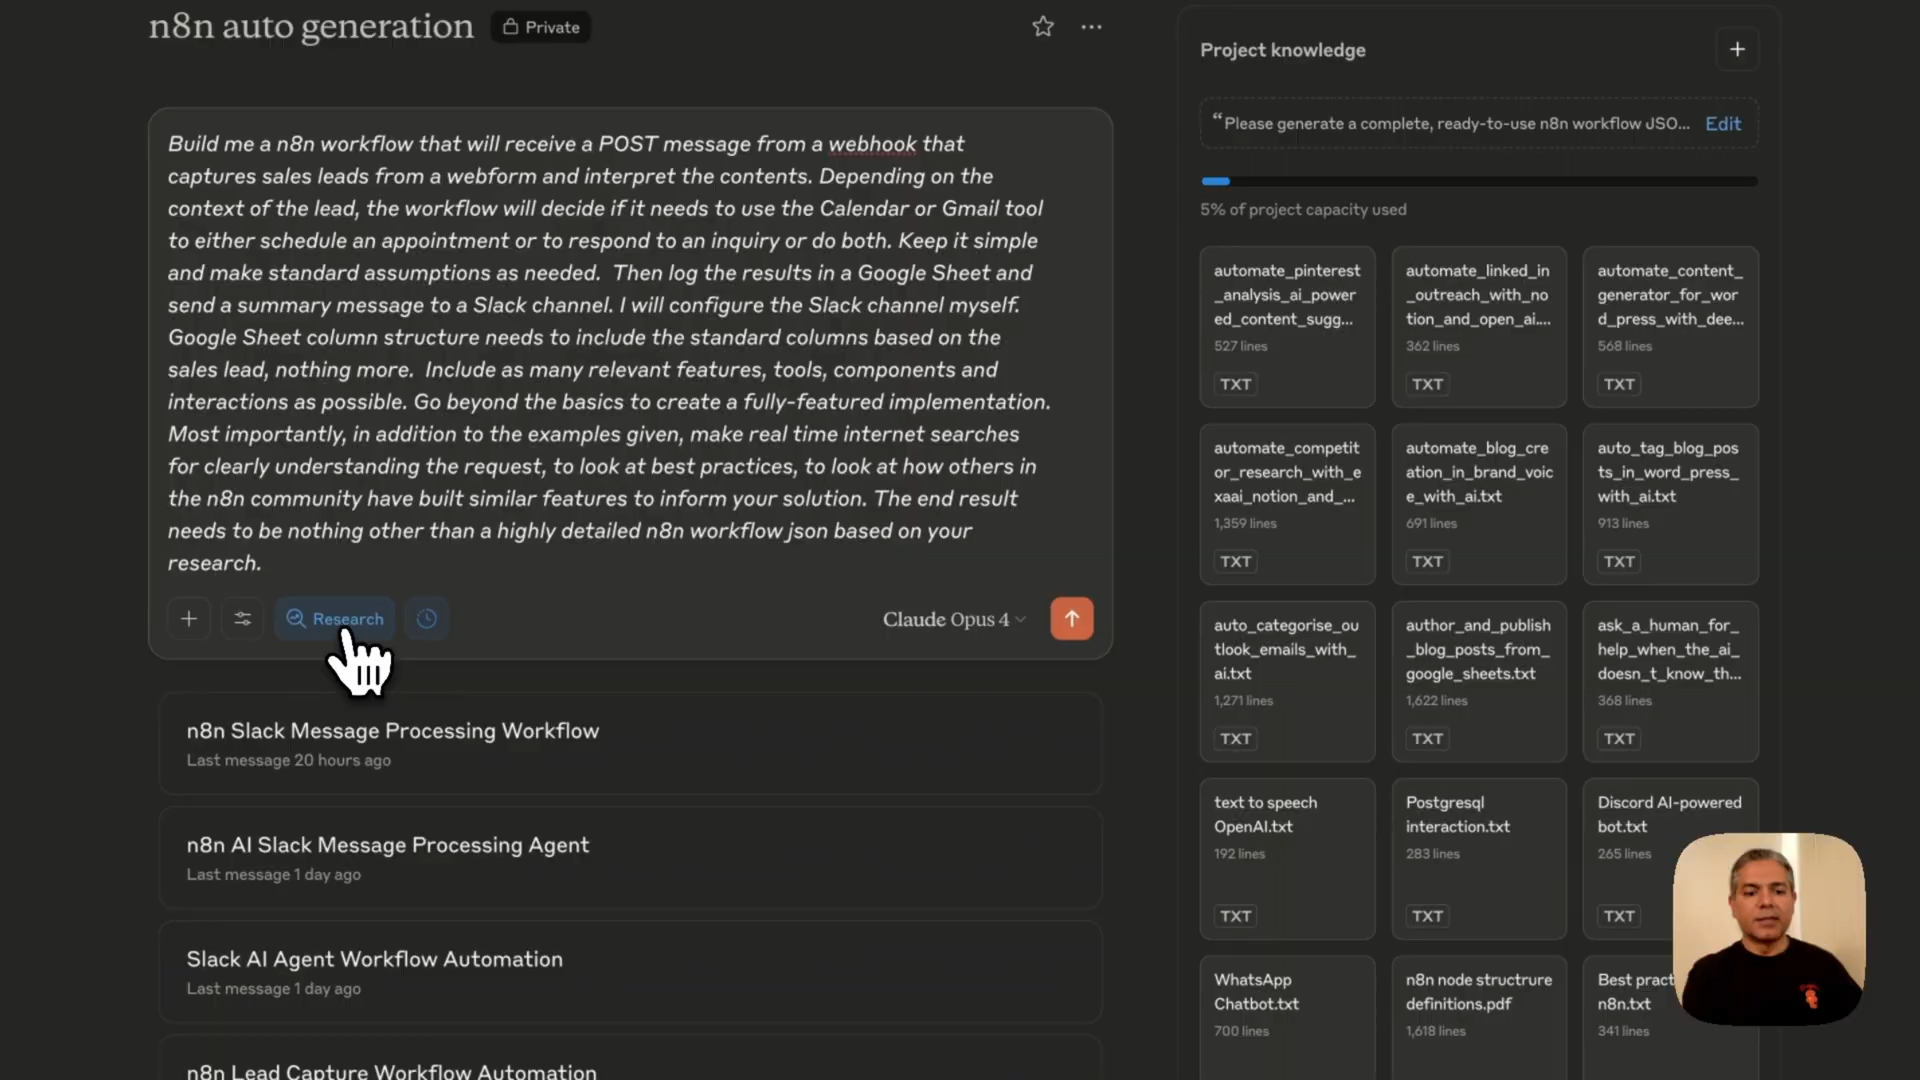 n8n auto generation
Private
Build me a n8n workflow that will receive a POST message from a webhook that
captures sales leads from a webform and interpret the contents. Depending on the
context of the lead, the workflow will decide if it needs to use the Calendar or Gmail tool
to either schedule an appointment or to respond to an inquiry or do both. Keep it simple
and make standard assumptions as needed.  Then log the results in a Google Sheet and
send a summary message to a Slack channel. I will configure the Slack channel myself.
Google Sheet column structure needs to include the standard columns based on the
sales lead, nothing more.  Include as many relevant features, tools, components and
interactions as possible. Go beyond the basics to create a fully-featured implementation.
Most importantly, in addition to the examples given, make real time internet searches
for clearly understanding the request, to look at best practices, to look at how others in
the n8n community have built similar features to inform your solution. The end result
needs to be nothing other than a highly detailed n8n workflow json based on your
research.
Research
Claude Opus 4
n8n Slack Message Processing Workflow
Last message 20 hours ago
n8n AI Slack Message Processing Agent
Last message 1 day ago
Slack AI Agent Workflow Automation
Last message 1 day ago
n8n Lead Capture Workflow Automation
Project knowledge
“Please generate a complete, ready-to-use n8n workflow JSO...
Edit
5% of project capacity used
automate_pinterest
_analysis_ai_power
ed_content_sugg...
527 lines
TXT
automate_linked_in
_outreach_with_no
tion_and_open_ai....
362 lines
TXT
automate_content_
generator_for_wor
d_press_with_dee...
568 lines
TXT
automate_competit
or_research_with_e
xaai_notion_and_...
1,359 lines
TXT
automate_blog_cre
ation_in_brand_voic
e_with_ai.txt
691 lines
TXT
auto_tag_blog_pos
ts_in_word_press_
with_ai.txt
913 lines
TXT
auto_categorise_ou
tlook_emails_with_
ai.txt
1,271 lines
TXT
author_and_publish
_blog_posts_from_
google_sheets.txt
1,622 lines
TXT
ask_a_human_for_
help_when_the_ai_
doesn_t_know_th...
368 lines
TXT
text to speech
OpenAI.txt
192 lines
TXT
Postgresql
interaction.txt
283 lines
TXT
Discord AI-powered
bot.txt
265 lines
TXT
WhatsApp
Chatbot.txt
700 lines
n8n node structrure
definitions.pdf
1,618 lines
Best pract
n8n.txt
341 lines